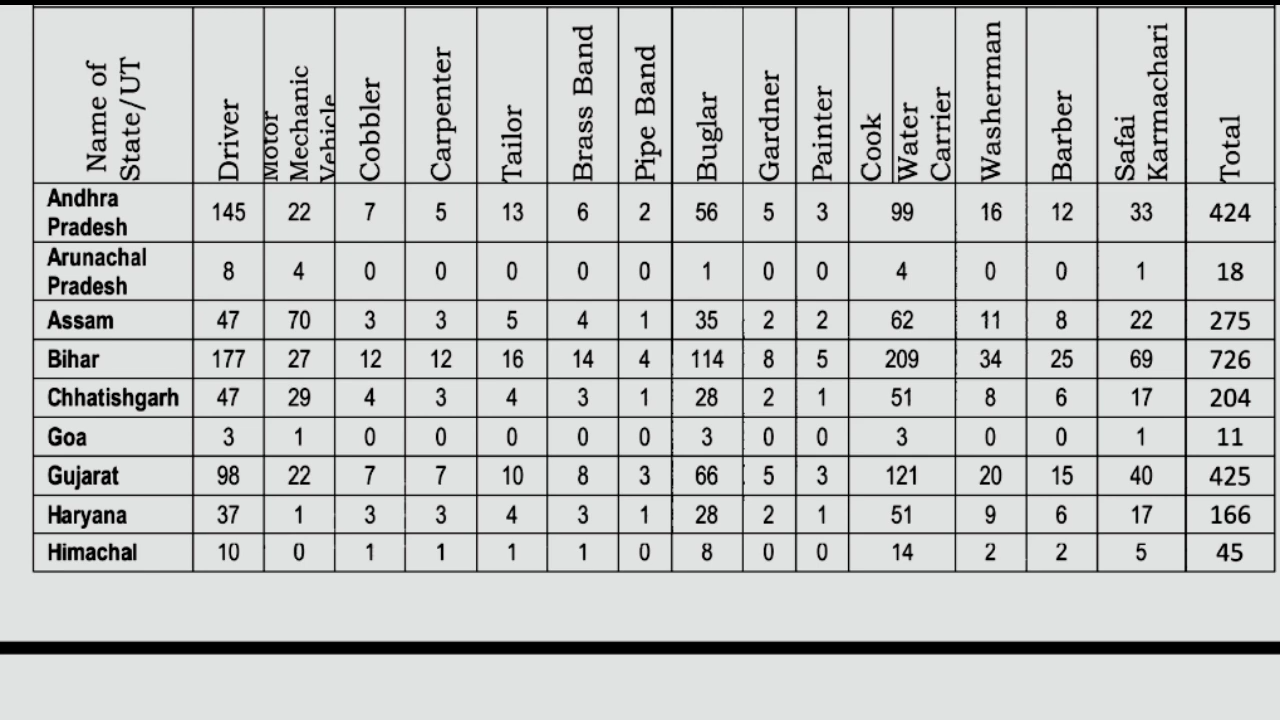 Name of State/UT Driver Motor Mechanic Vehicle Cobbler Carpenter Tailor Brass Band Pipe Band Buglar Gardner Painter Cook Water Carrier Washerman Barber Safai Karmachari Total
Andhra Pradesh 145 22 7 5 13 6 2 56 5 3 99 16 12 33 424
Arunachal Pradesh 8 4 0 0 0 0 0 1 0 0 4 0 0 1 18
Assam 47 70 3 3 5 4 1 35 2 2 62 11 8 22 275
Bihar 177 27 12 12 16 14 4 114 8 5 209 34 25 69 726
Chhatishgarh 47 29 4 3 4 3 1 28 2 1 51 8 6 17 204
Goa 3 1 0 0 0 0 0 3 0 0 3 0 0 1 11
Gujarat 98 22 7 7 10 8 3 66 5 3 121 20 15 40 425
Haryana 37 1 3 3 4 3 1 28 2 1 51 9 6 17 166
Himachal 10 0 1 1 1 1 0 8 0 0 14 2 2 5 45